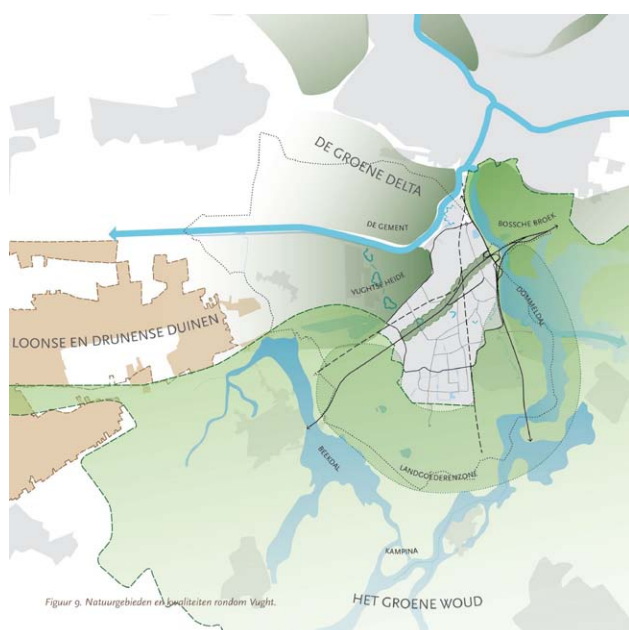 DE GROENE DELTA
DE GEMENT
BOSSCHE BROEK
VUGHTSE HEIDE
DOMMELDAL
LOONSE EN DRUNENSE DUINEN
BEEKDAL
LANDGOEDERENZONE
KAMPINA
HET GROENE WOUD
Figuur 9. Natuurgebieden en kwaliteiten rondom Vught.